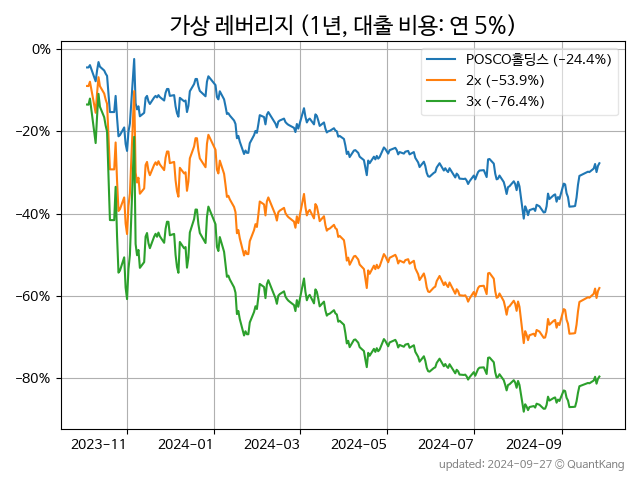 가상 레버리지 (1년, 대출 비용: 연 5%)
0%
−20%
−40%
−60%
−80%
POSCO홀딩스 (−24.4%)
2x (−53.9%)
3x (−76.4%)
2023-11
2024-01
2024-03
2024-05
2024-07
2024-09
updated: 2024-09-27 ⓒ QuantKang